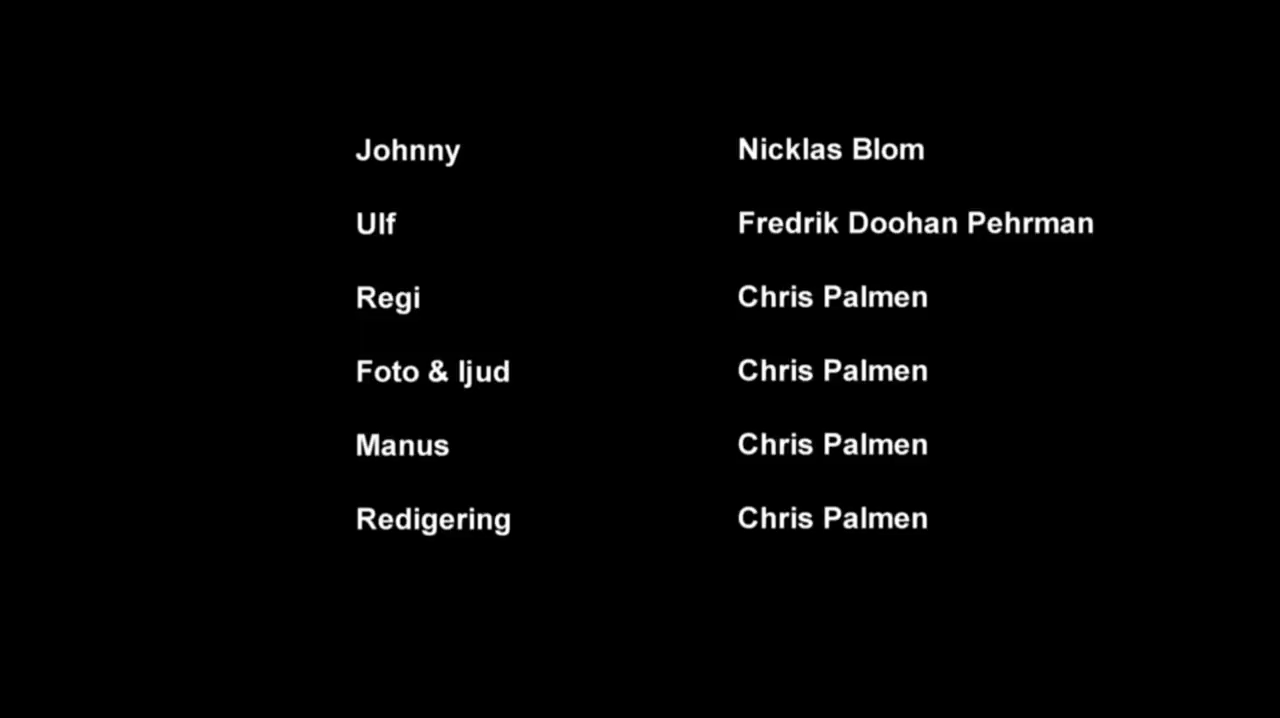 Johnny Nicklas Blom
Ulf Fredrik Doohan Pehrman
Regi Chris Palmen
Foto & ljud Chris Palmen
Manus Chris Palmen
Redigering Chris Palmen